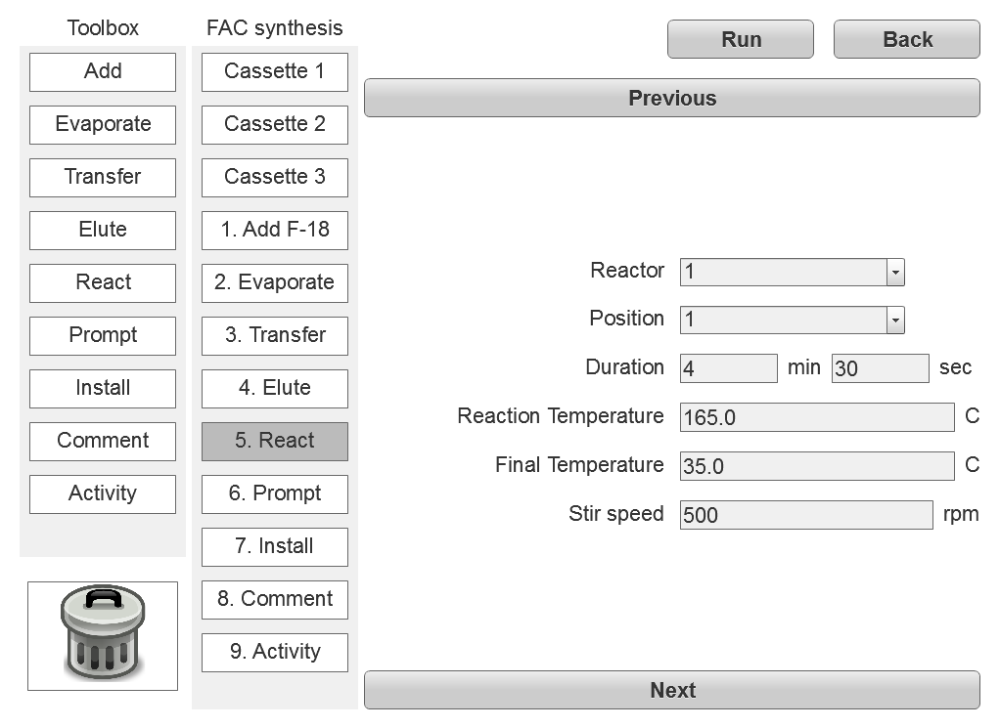 Toolbox
Add
Evaporate
Transfer
Elute
React
Prompt
Install
Comment
Activity
FAC synthesis
Cassette 1
Cassette 2
Cassette 3
1. Add F-18
2. Evaporate
3. Transfer
4. Elute
5. React
6. Prompt
7. Install
8. Comment
9. Activity
Run Back
Previous
Reactor 1
Position 1
Duration 4 min 30 sec
Reaction Temperature 165.0 C
Final Temperature 35.0 C
Stir speed 500 rpm
Next